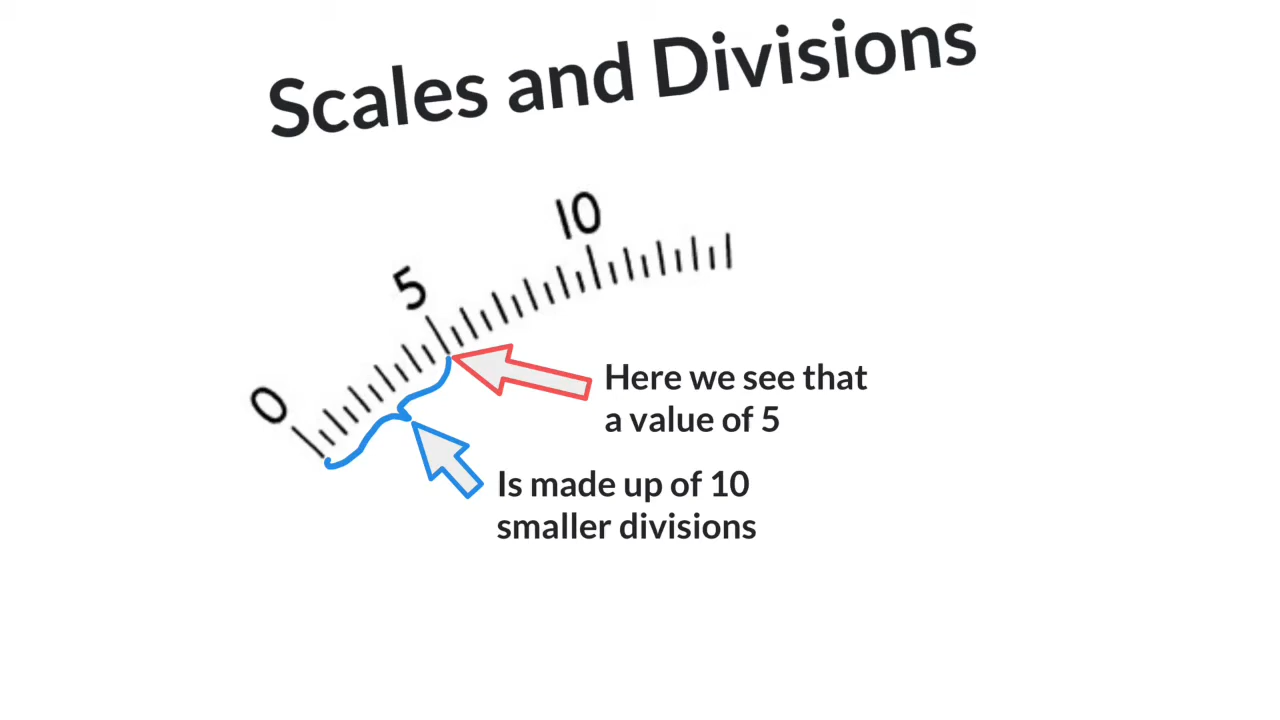 Scales and Divisions
10
5
0
Here we see that
a value of 5
Is made up of 10
smaller divisions